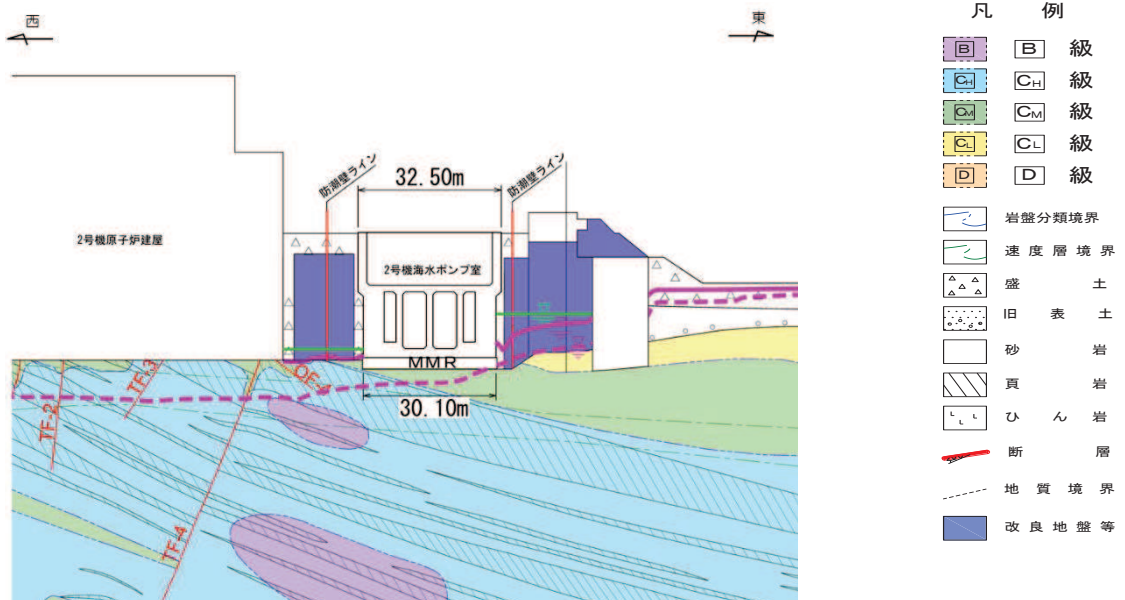 西
東
防潮壁ライン
32.50m
防潮壁ライン
2号機原子炉建屋
2号機海水ポンプ室
MMR
30.10m
TF-2
TF-3
OF-4
TF-4
凡 例
B B 級
CH CH 級
CM CM 級
CL CL 級
D D 級
岩盤分類境界
速度層境界
盛土
旧表土
砂岩
頁岩
ひん岩
断層
地質境界
改良地盤等